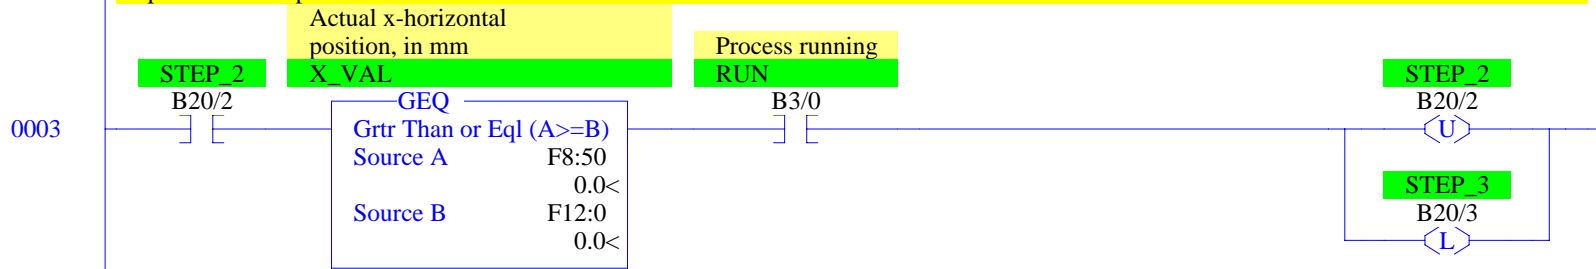 Actual x-horizontal
position, in mm
Process running
STEP_2
X_VAL
RUN
STEP_2
B20/2
GEQ
B3/0
B20/2
0003
Grtr Than or Eql (A>=B)
U
Source A
F8:50
0.0<
STEP_3
Source B
F12:0
B20/3
0.0<
L